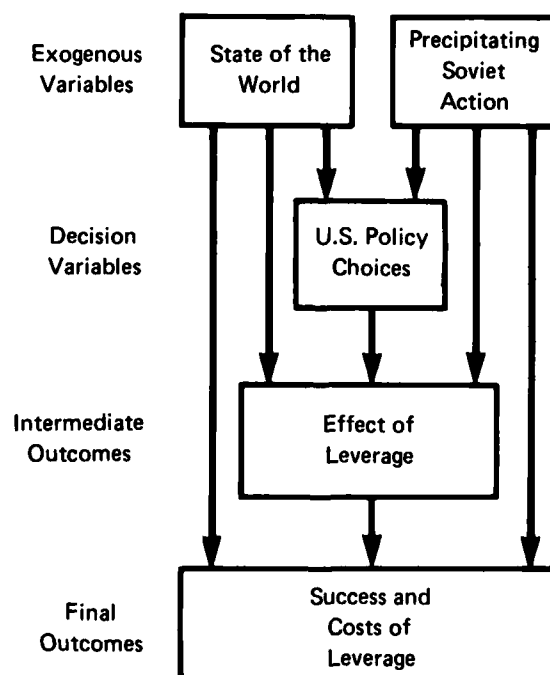 Exogenous
Variables
State of the
World
Precipitating
Soviet
Action
Decision
Variables
U.S. Policy
Choices
Intermediate
Outcomes
Effect of
Leverage
Final
Outcomes
Success and
Costs of
Leverage